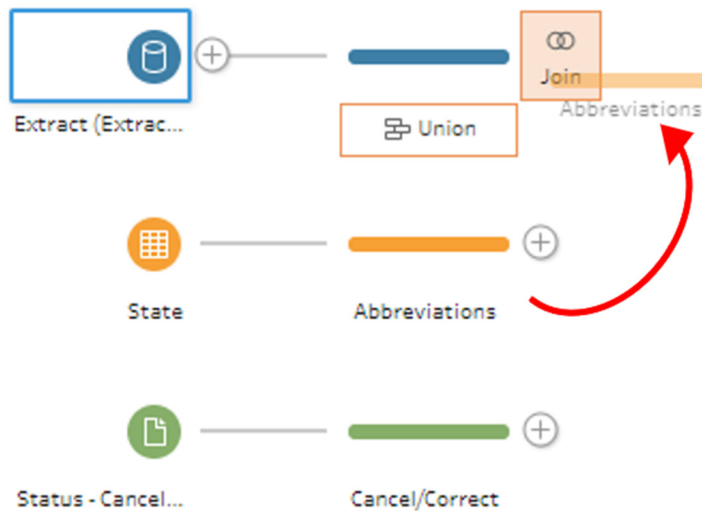 Join
Abbreviations
Extract (Extrac...
Union
State
Abbreviations
Status - Cancel...
Cancel/Correct